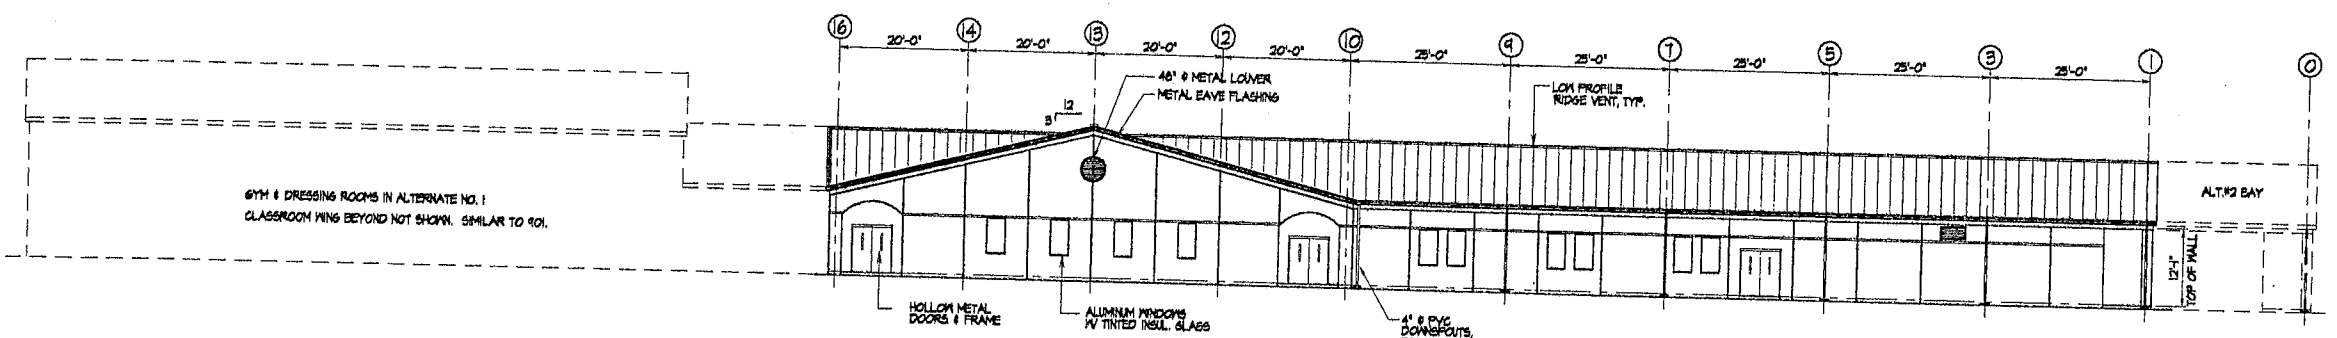 16
14
13
12
10
9
7
5
3
1
0
20'-0"
20'-0"
20'-0"
20'-0"
25'-0"
25'-0"
25'-0"
25'-0"
25'-0"
48" φ METAL LOUVER
METAL EAVE FLASHING
12
3
LOW PROFILE
RIDGE VENT, TYP.
GYM & DRESSING ROOMS IN ALTERNATE NO. 1
CLASSROOM WING BEYOND NOT SHOWN. SIMILAR TO 9.01.
ALT.#2 BAY
12'-1"
TOP OF WALL
HOLLOW METAL
DOORS & FRAME
ALUMINUM WINDOWS
W/ TINTED INSUL. GLASS
4" φ PVC
DOWNSPOUTS,